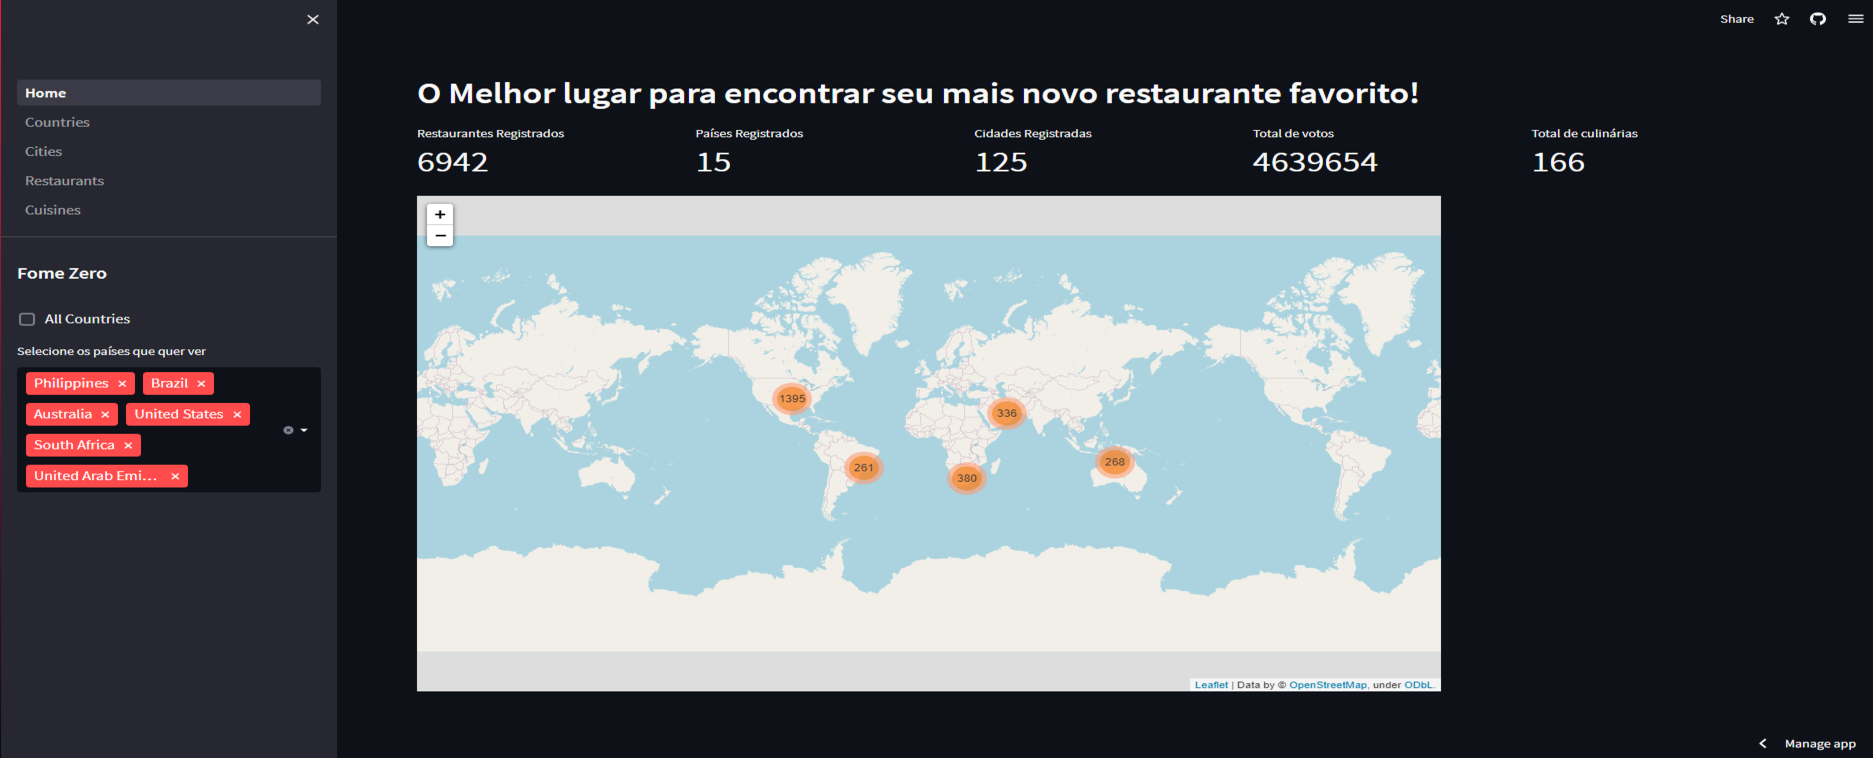 Share
Home
Countries
Cities
Restaurants
Cuisines
Fome Zero
All Countries
Selecione os países que quer ver
Philippines × Brazil ×
Australia × United States ×
South Africa ×
United Arab Emi... ×
O Melhor lugar para encontrar seu mais novo restaurante favorito!
Restaurantes Registrados
6942
Países Registrados
15
Cidades Registradas
125
Total de votos
4639654
Total de culinárias
166
+
−
1395
336
261
380
268
Leaflet | Data by © OpenStreetMap, under ODbL.
Manage app